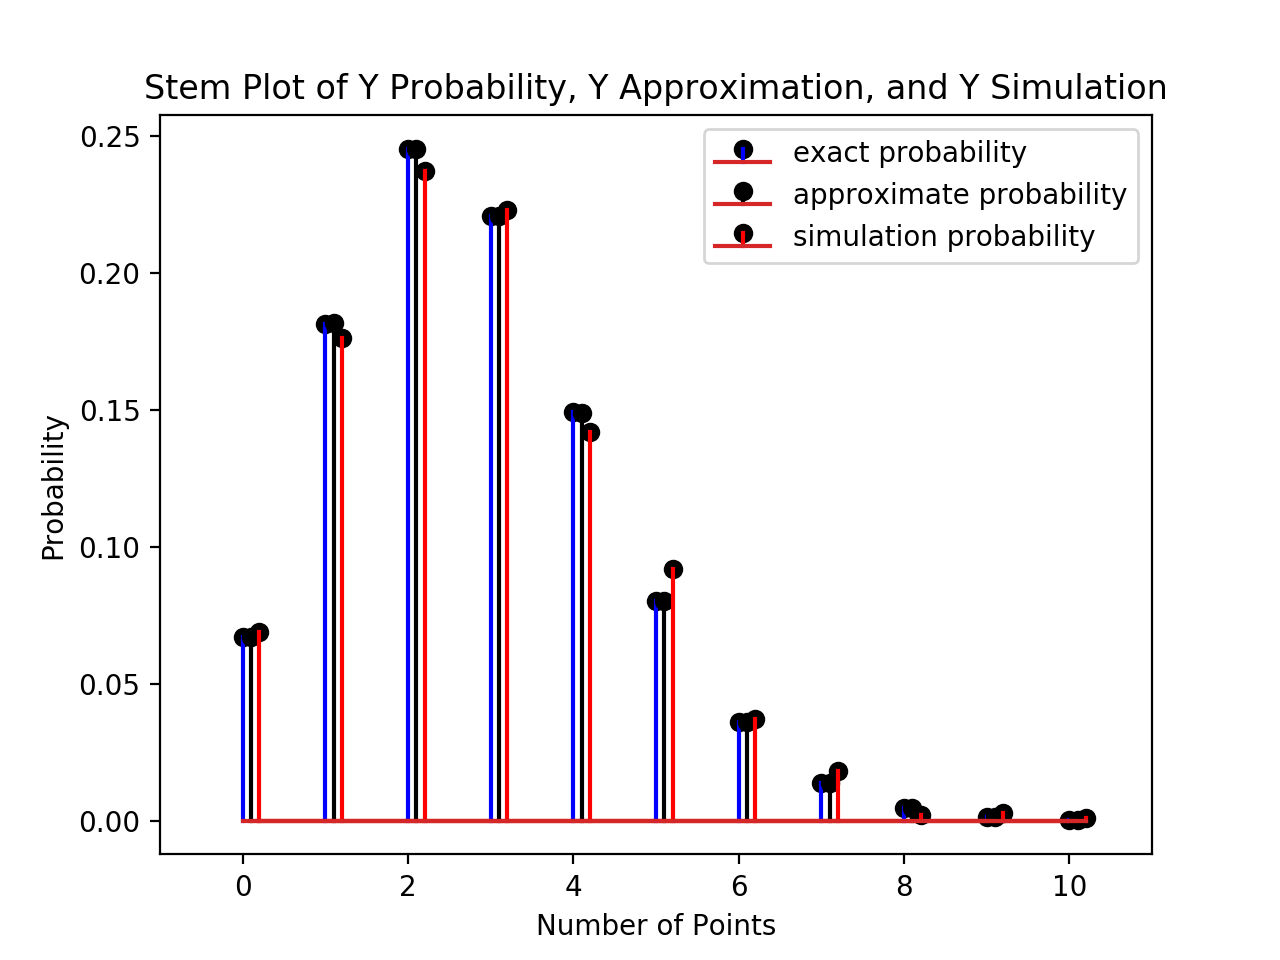 Stem Plot of Y Probability, Y Approximation, and Y Simulation
exact probability
approximate probability
simulation probability
Probability
0.25
0.20
0.15
0.10
0.05
0.00
0 2 4 6 8 10
Number of Points